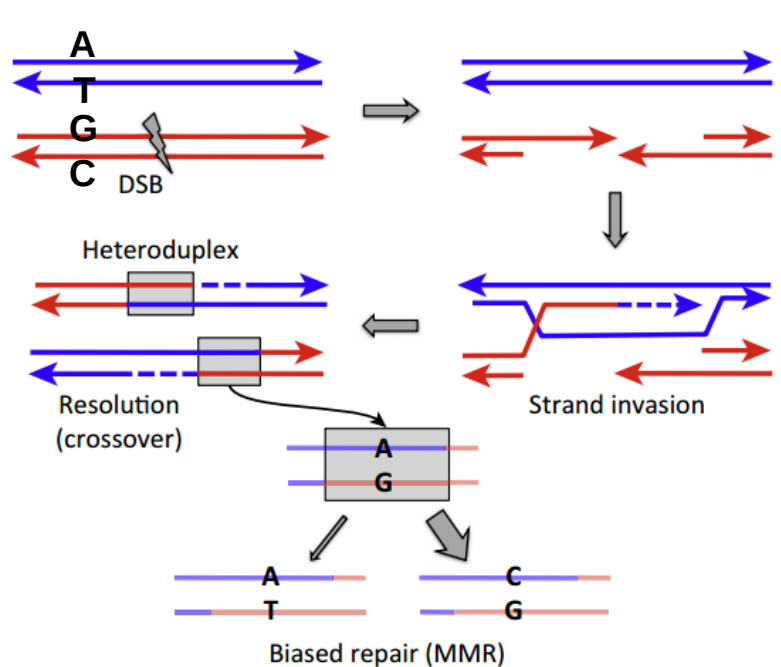 A
T
G
C
DSB
Heteroduplex
Resolution
(crossover)
Strand invasion
A
G
A
T
C
G
Biased repair (MMR)